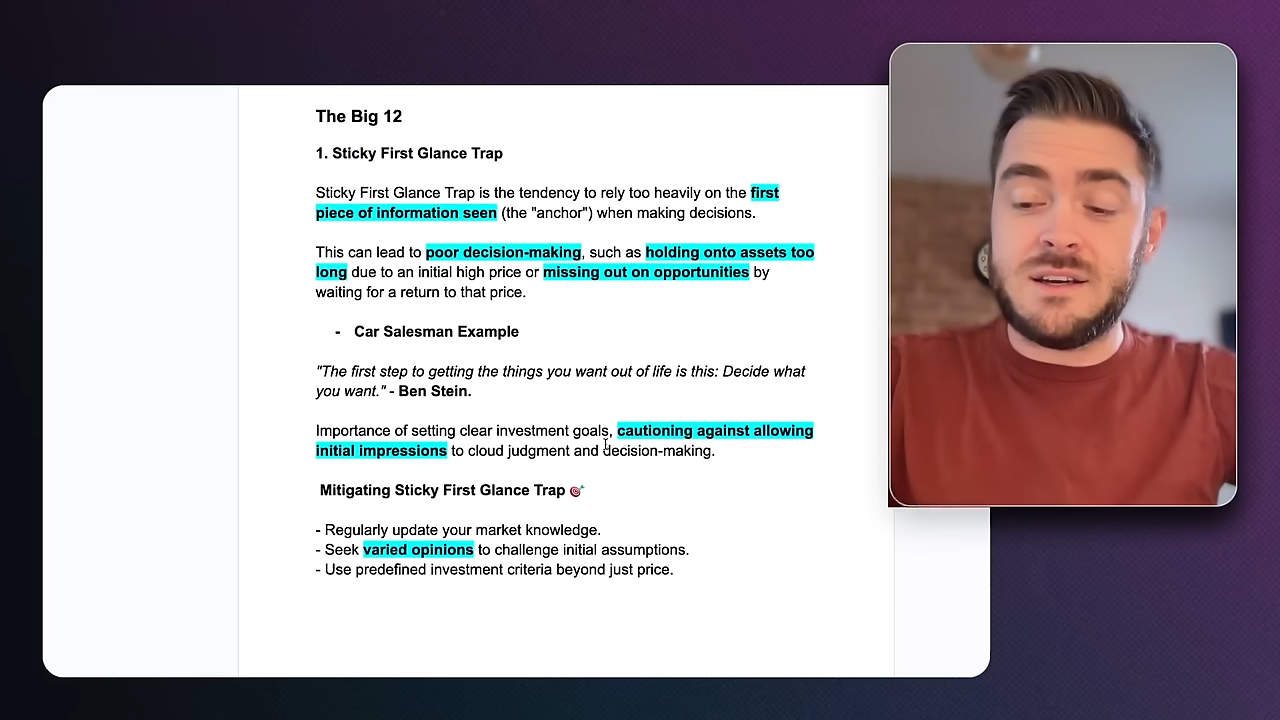 The Big 12
1. Sticky First Glance Trap
Sticky First Glance Trap is the tendency to rely too heavily on the first
piece of information seen (the "anchor") when making decisions.
This can lead to poor decision-making, such as holding onto assets too
long due to an initial high price or missing out on opportunities by
waiting for a return to that price.
- Car Salesman Example
"The first step to getting the things you want out of life is this: Decide what
you want." - Ben Stein.
Importance of setting clear investment goals, cautioning against allowing
initial impressions to cloud judgment and decision-making.
Mitigating Sticky First Glance Trap 🎯
- Regularly update your market knowledge.
- Seek varied opinions to challenge initial assumptions.
- Use predefined investment criteria beyond just price.